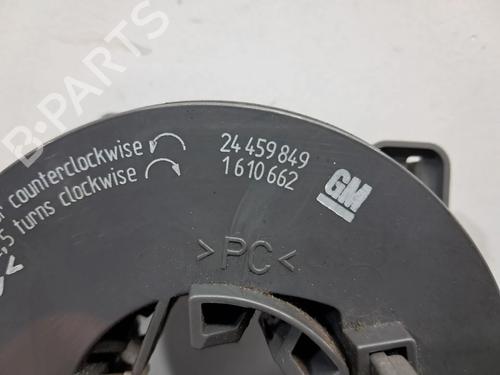 counterclockwise
,5 turns clockwise
24 459 849
1 610 662
GM
>PC<
B-PARTS